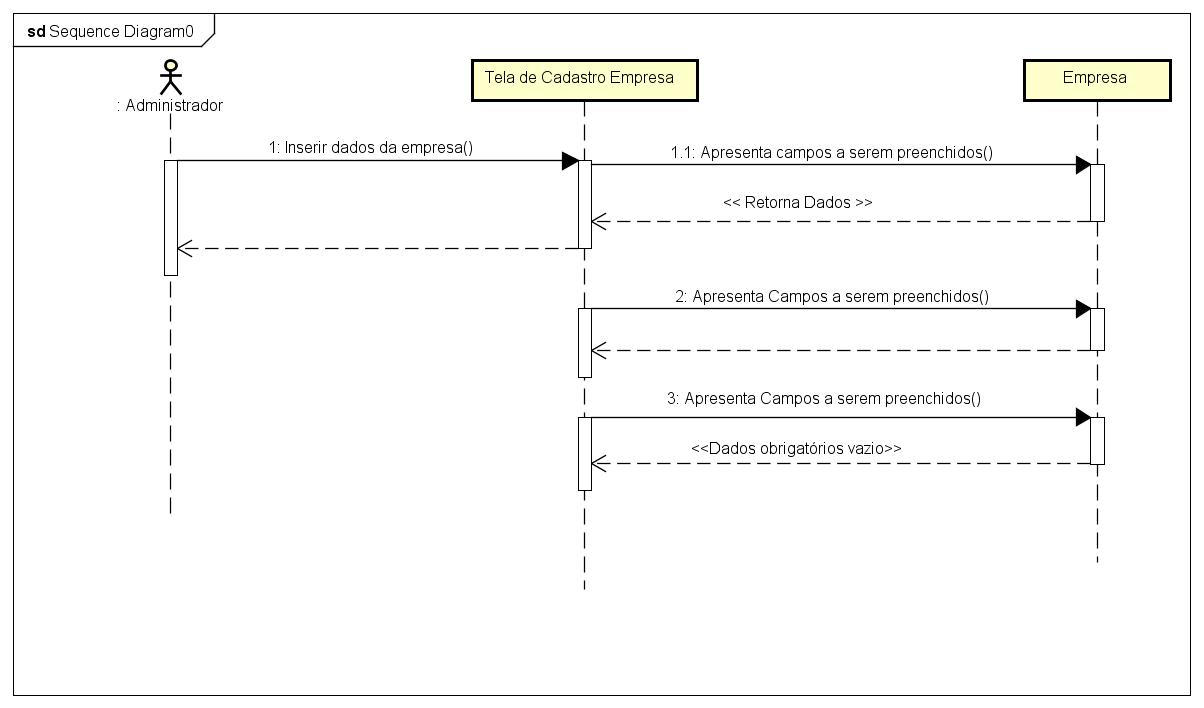 sd Sequence Diagram0
: Administrador
Tela de Cadastro Empresa
Empresa
1: Inserir dados da empresa()
1.1: Apresenta campos a serem preenchidos()
<< Retorna Dados >>
2: Apresenta Campos a serem preenchidos()
3: Apresenta Campos a serem preenchidos()
<<Dados obrigatórios vazio>>